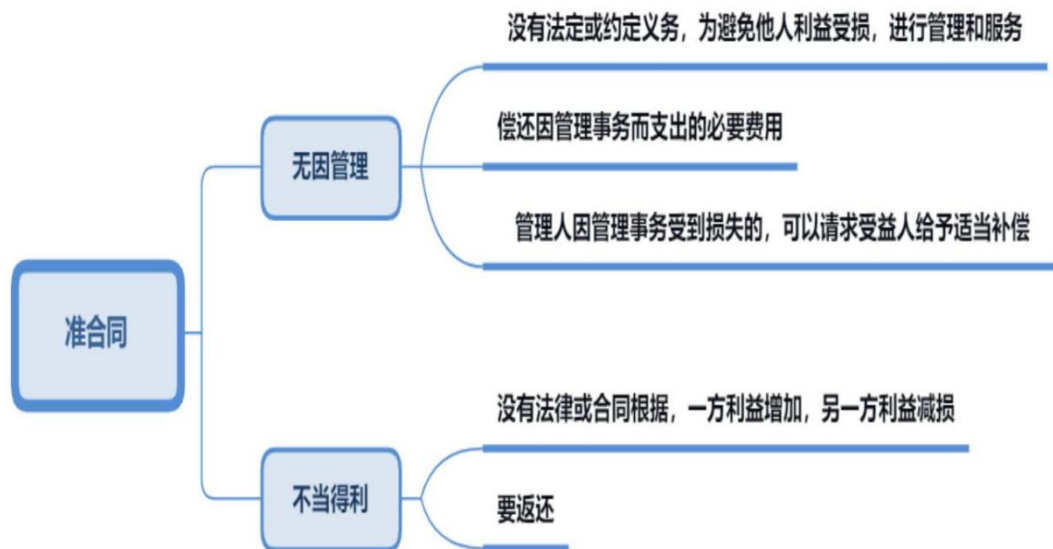 没有法定或约定义务，为避免他人利益受损，进行管理和服务
偿还因管理事务而支出的必要费用
无因管理
管理人因管理事务受到损失的，可以请求受益人给予适当补偿
准合同
没有法律或合同根据，一方利益增加，另一方利益减损
不当得利
要返还